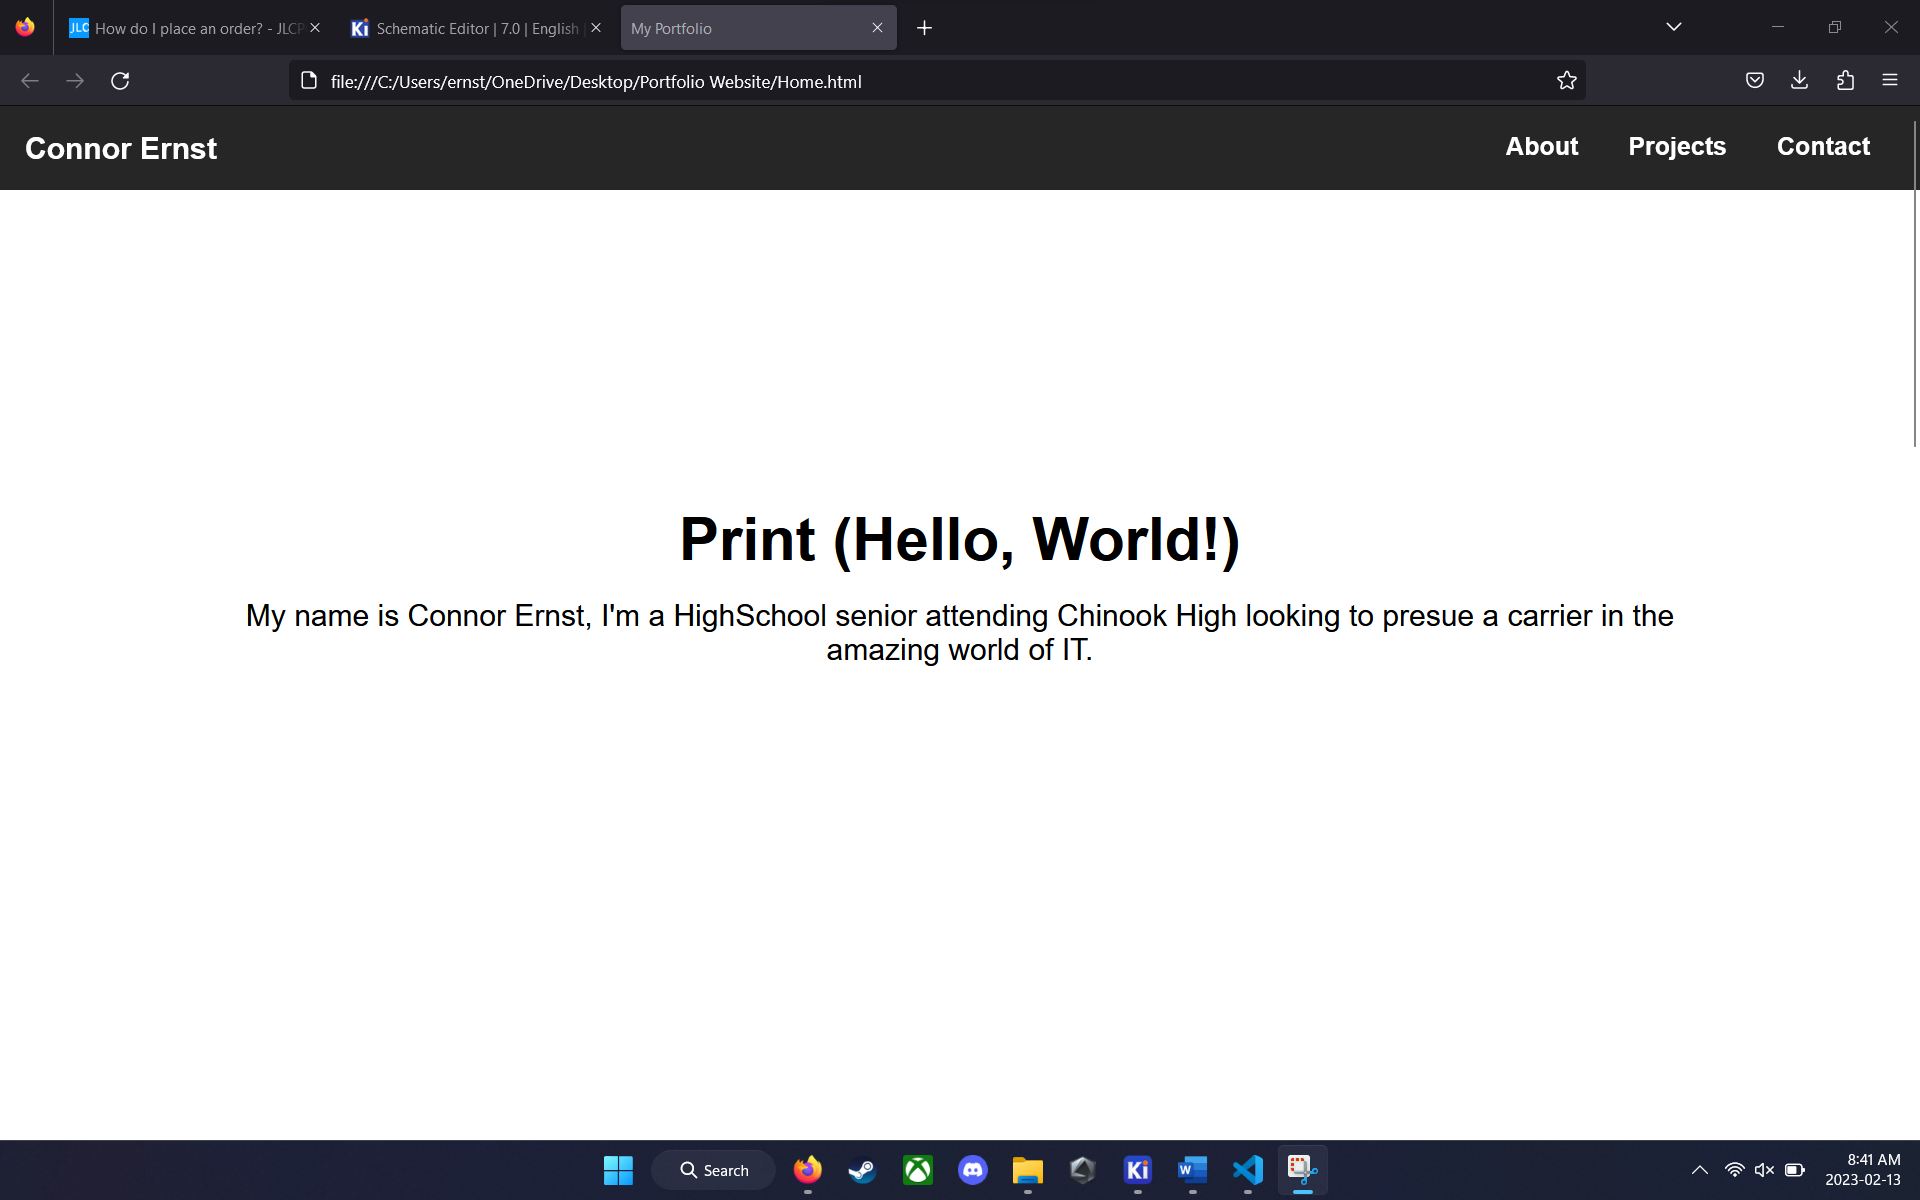 JLC How do I place an order? - JLCP
Ki Schematic Editor | 7.0 | English
My Portfolio
file:///C:/Users/ernst/OneDrive/Desktop/Portfolio Website/Home.html
Connor Ernst
About Projects Contact
Print (Hello, World!)
My name is Connor Ernst, I'm a HighSchool senior attending Chinook High looking to presue a carrier in the
amazing world of IT.
Search
Ki
W
8:41 AM
2023-02-13